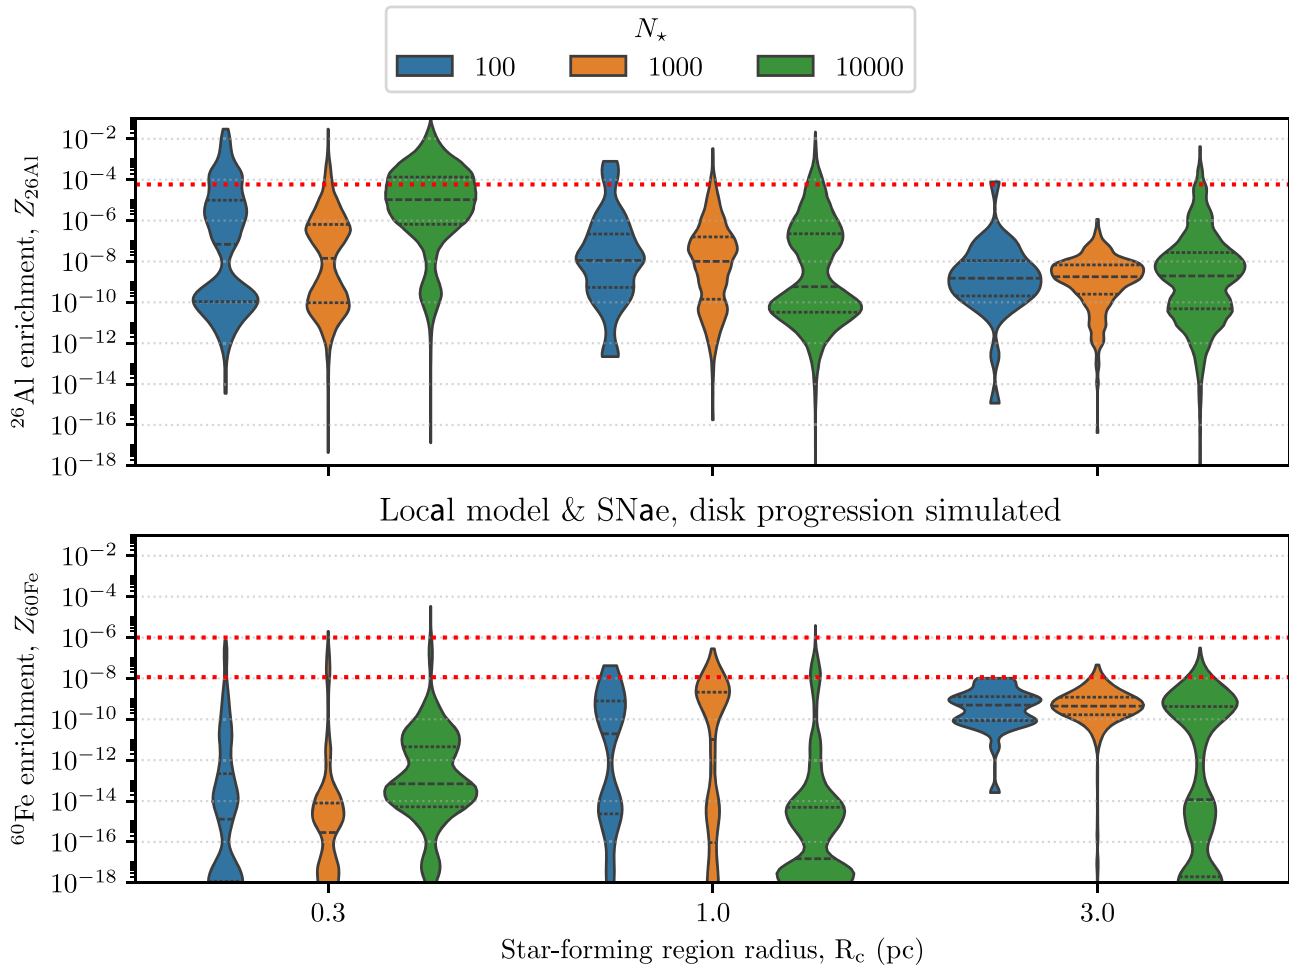 N⋆
100 1000 10000
10⁻²
10⁻⁴
10⁻⁶
10⁻⁸
10⁻¹⁰
10⁻¹²
10⁻¹⁴
10⁻¹⁶
10⁻¹⁸
²⁶Al enrichment, Z₂₆Al
Local model & SNae, disk progression simulated
10⁻²
10⁻⁴
10⁻⁶
10⁻⁸
10⁻¹⁰
10⁻¹²
10⁻¹⁴
10⁻¹⁶
10⁻¹⁸
⁶⁰Fe enrichment, Z₆₀Fe
0.3 1.0 3.0
Star-forming region radius, R_c (pc)